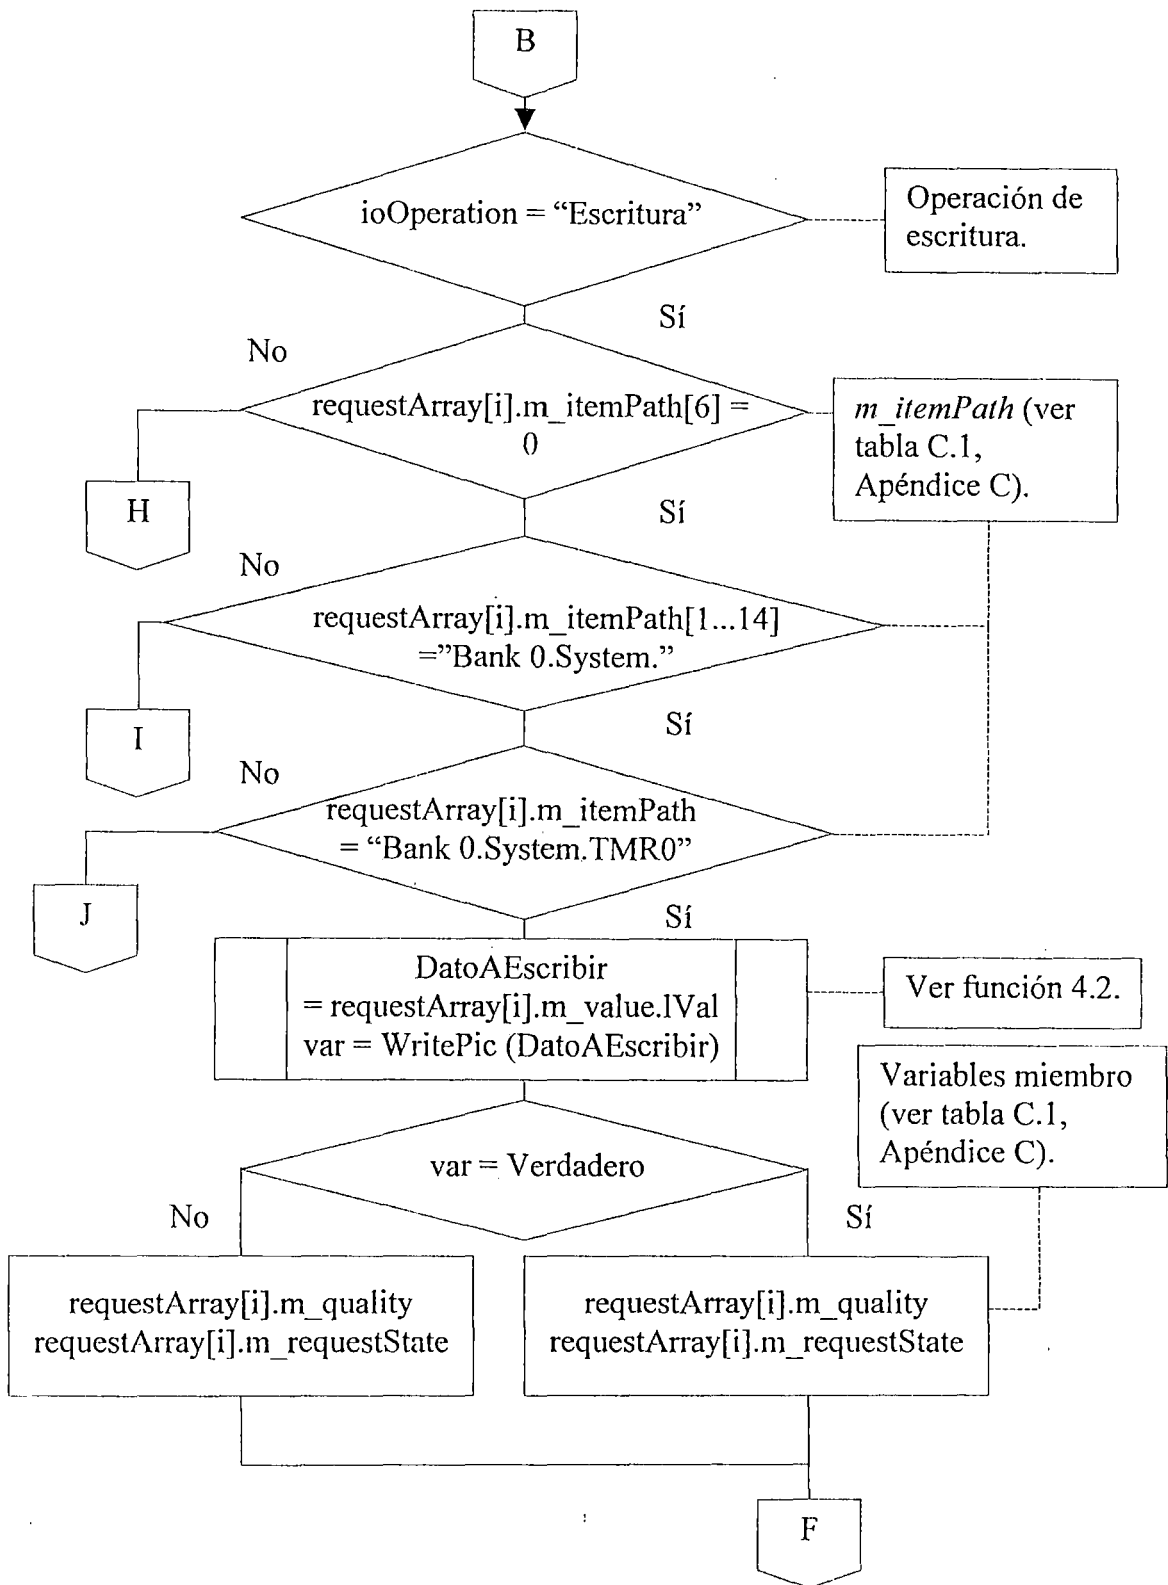 B
ioOperation = “Escritura”
Operación de
escritura.
Sí
No
requestArray[i].m_itemPath[6] =
0
m_itemPath (ver
tabla C.1,
Apéndice C).
H
Sí
No
requestArray[i].m_itemPath[1...14]
=”Bank 0.System.”
I
Sí
No
requestArray[i].m_itemPath
= “Bank 0.System.TMR0”
J
Sí
DatoAEscribir
= requestArray[i].m_value.lVal
var = WritePic (DatoAEscribir)
Ver función 4.2.
Variables miembro
(ver tabla C.1,
Apéndice C).
var = Verdadero
No
Sí
requestArray[i].m_quality
requestArray[i].m_requestState
requestArray[i].m_quality
requestArray[i].m_requestState
F